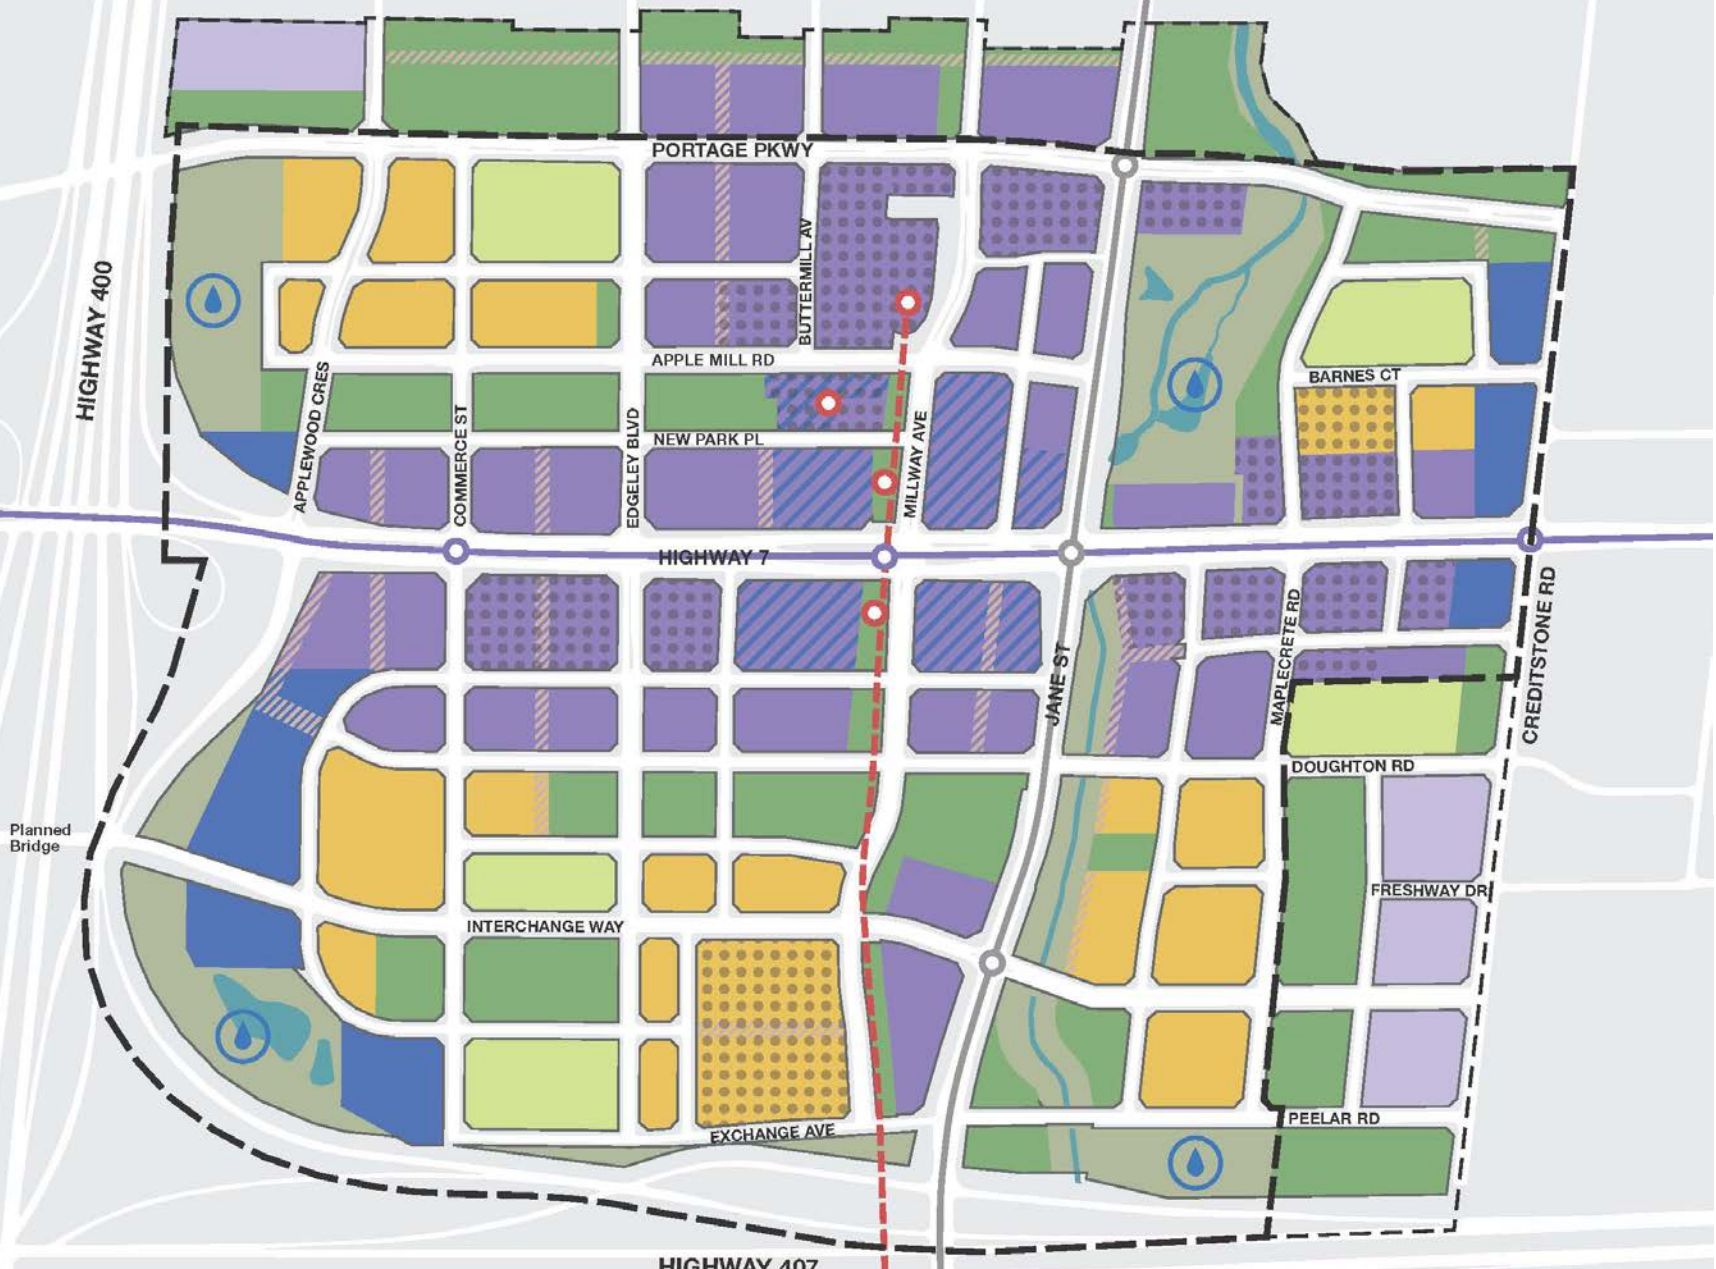 PORTAGE PKWY
HIGHWAY 400
BUTTERMILL AV
APPLE MILL RD
BARNES CT
APPLEWOOD CRES
COMMERCE ST
EDGELEY BLVD
NEW PARK PL
MILLWAY AVE
HIGHWAY 7
JANE ST
MAPLECRETE RD
CREDITSTONE RD
DOUGHTON RD
Planned
Bridge
FRESHWAY DR
INTERCHANGE WAY
PEELAR RD
EXCHANGE AVE
HIGHWAY 407